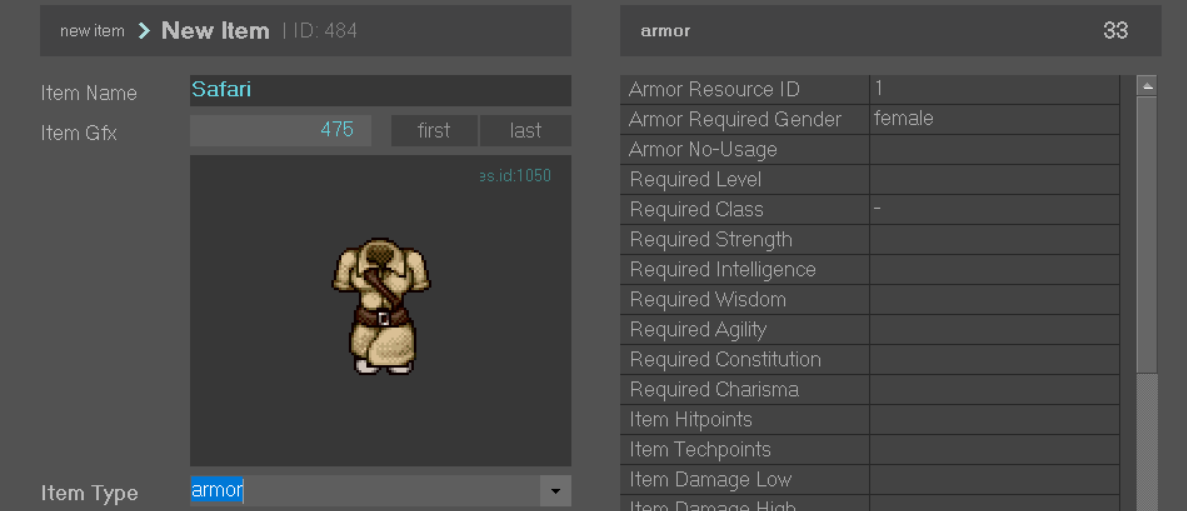 new item > New Item | ID: 484
Item Name Safari
Item Gfx 475 first last
es.id:1050
Item Type armor
armor 33
Armor Resource ID 1
Armor Required Gender female
Armor No-Usage
Required Level
Required Class -
Required Strength
Required Intelligence
Required Wisdom
Required Agility
Required Constitution
Required Charisma
Item Hitpoints
Item Techpoints
Item Damage Low
Item Damage High